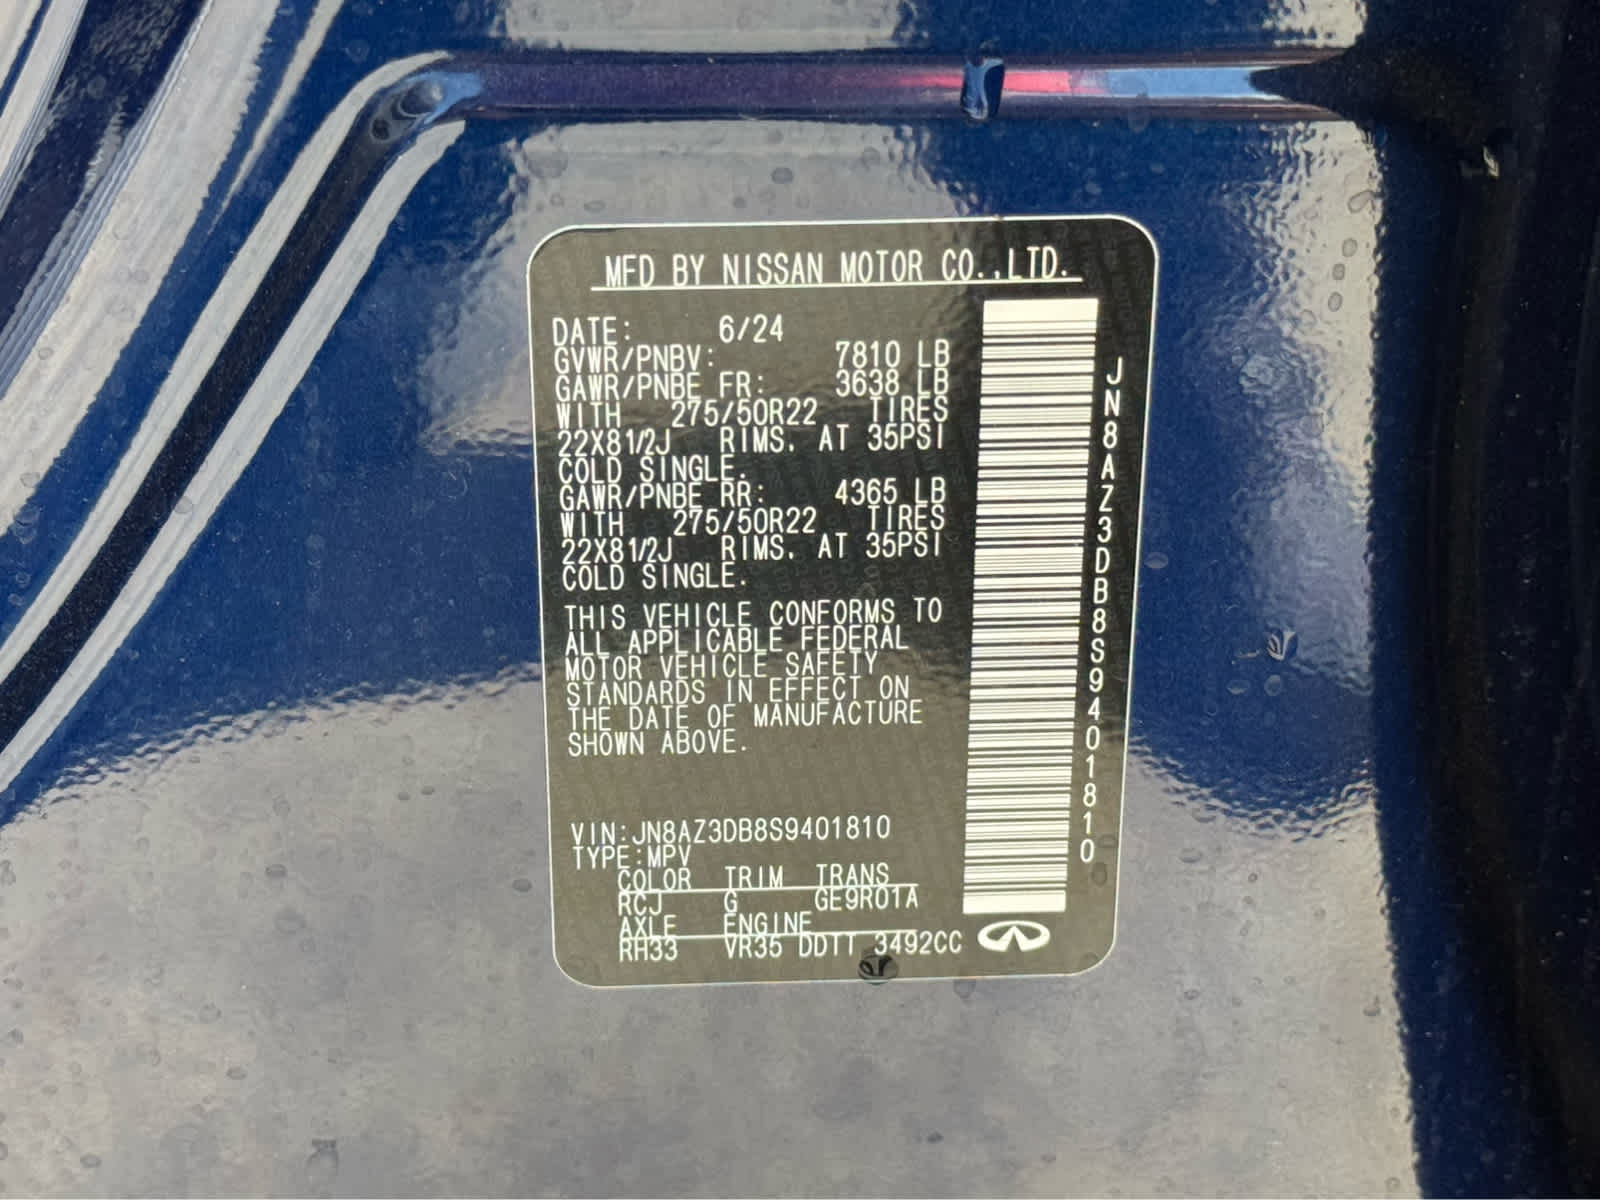 MFD BY NISSAN MOTOR CO.,LTD.
DATE: 6/24
GVWR/PNBV: 7810 LB
GAWR/PNBE FR: 3638 LB
WITH 275/50R22 TIRES
22X81/2J RIMS. AT 35PSI
COLD SINGLE.
GAWR/PNBE RR: 4365 LB
WITH 275/50R22 TIRES
22X81/2J RIMS. AT 35PSI
COLD SINGLE.
THIS VEHICLE CONFORMS TO
ALL APPLICABLE FEDERAL
MOTOR VEHICLE SAFETY
STANDARDS IN EFFECT ON
THE DATE OF MANUFACTURE
SHOWN ABOVE.
VIN:JN8AZ3DB8S9401810
TYPE:MPV
COLOR TRIM TRANS
RCJ G GE9R01A
AXLE ENGINE
RH33 VR35 DDTT 3492CC
JN8AZ3DB8S9401810